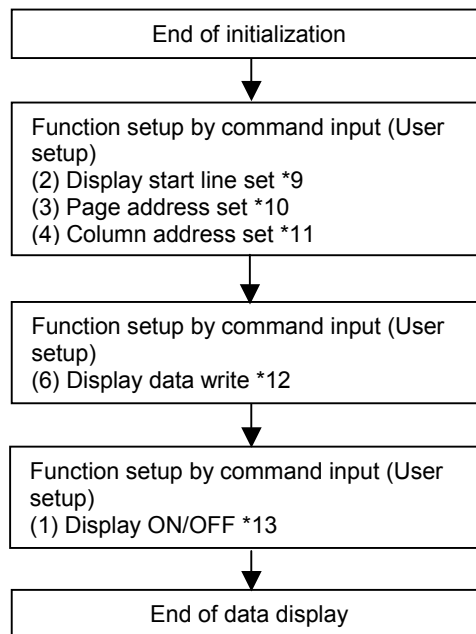 End of initialization
Function setup by command input (User
setup)
(2) Display start line set *9
(3) Page address set *10
(4) Column address set *11
Function setup by command input (User
setup)
(6) Display data write *12
Function setup by command input (User
setup)
(1) Display ON/OFF *13
End of data display